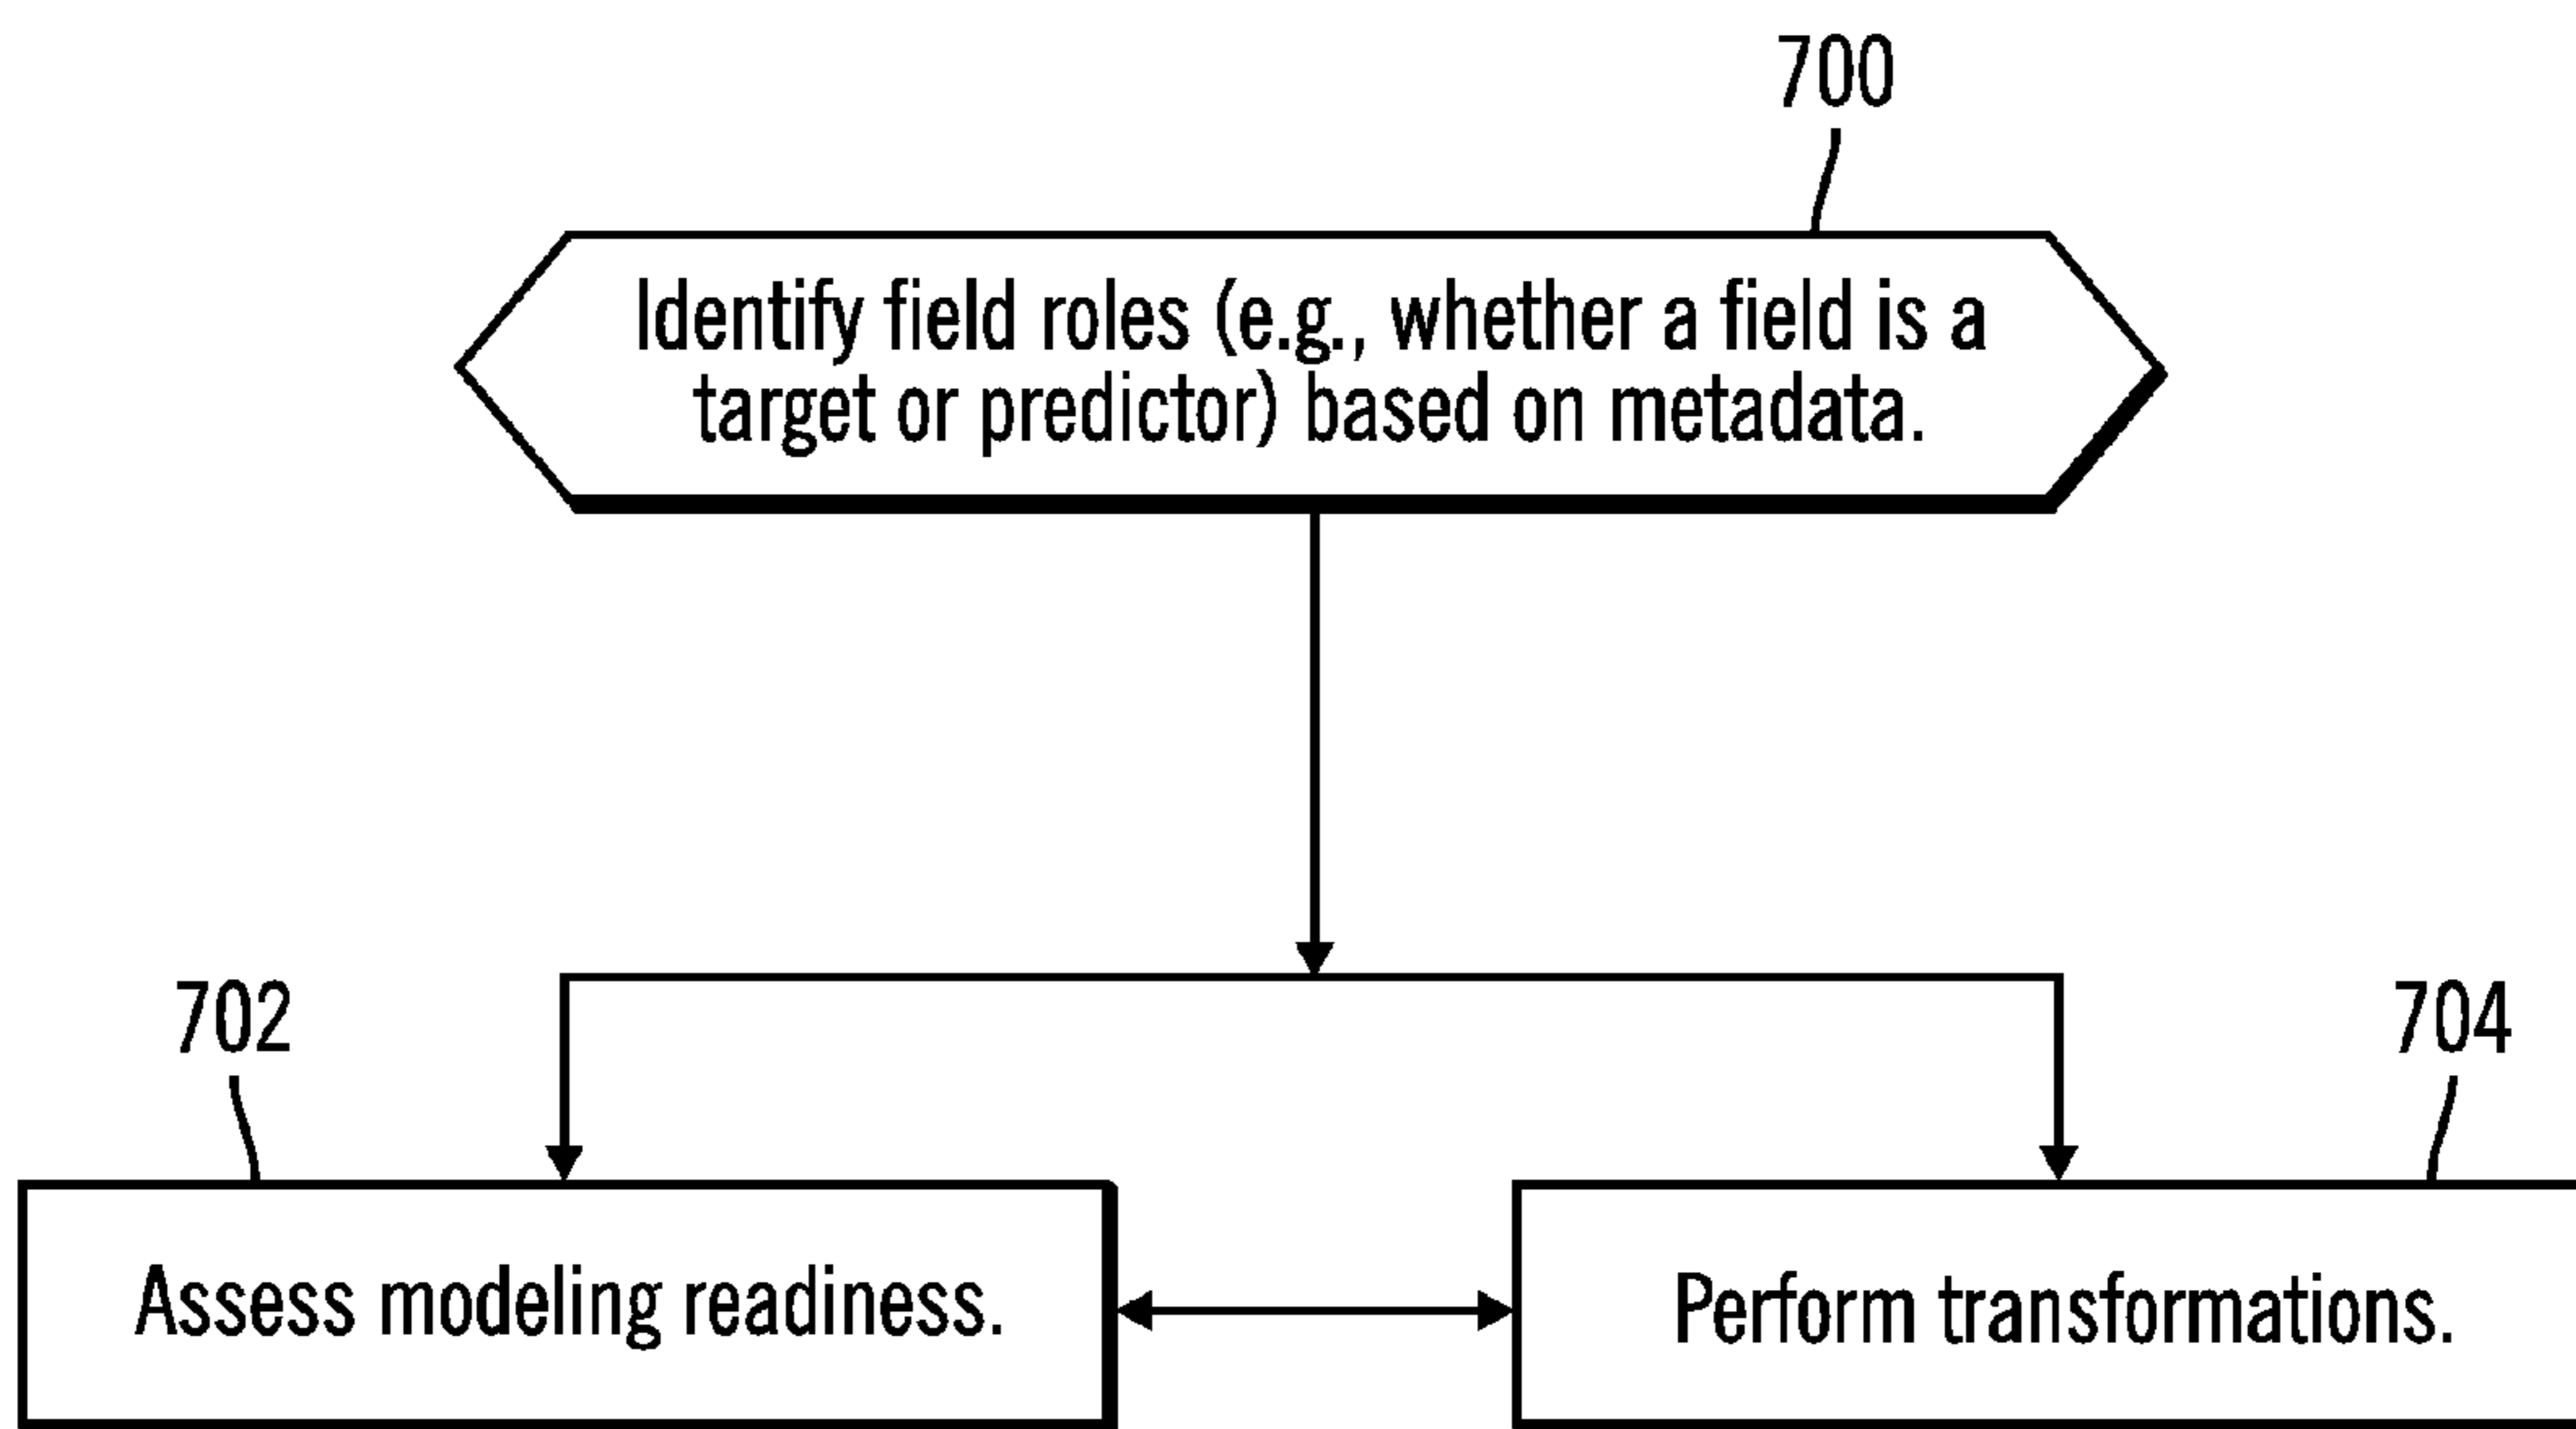 700
Identify field roles (e.g., whether a field is a
target or predictor) based on metadata.
702
704
Assess modeling readiness.
Perform transformations.